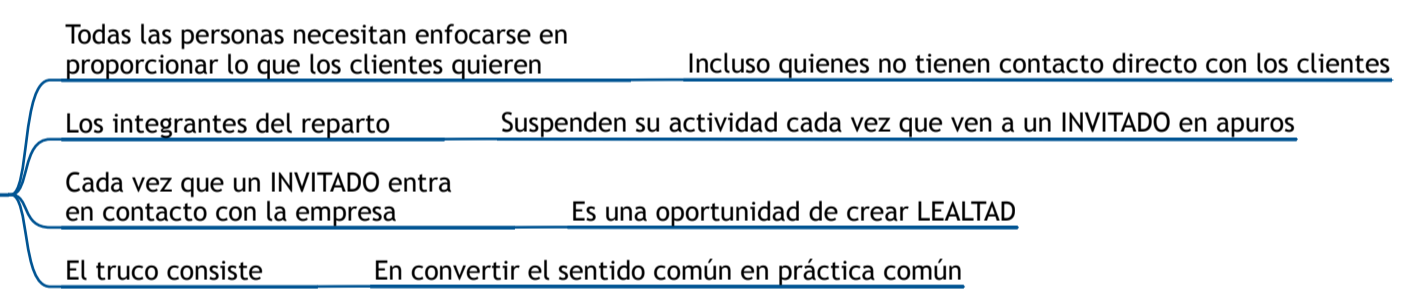 Todas las personas necesitan enfocarse en
proporcionar lo que los clientes quieren
Incluso quienes no tienen contacto directo con los clientes
Los integrantes del reparto
Suspenden su actividad cada vez que ven a un INVITADO en apuros
Cada vez que un INVITADO entra
en contacto con la empresa
Es una oportunidad de crear LEALTAD
El truco consiste
En convertir el sentido común en práctica común